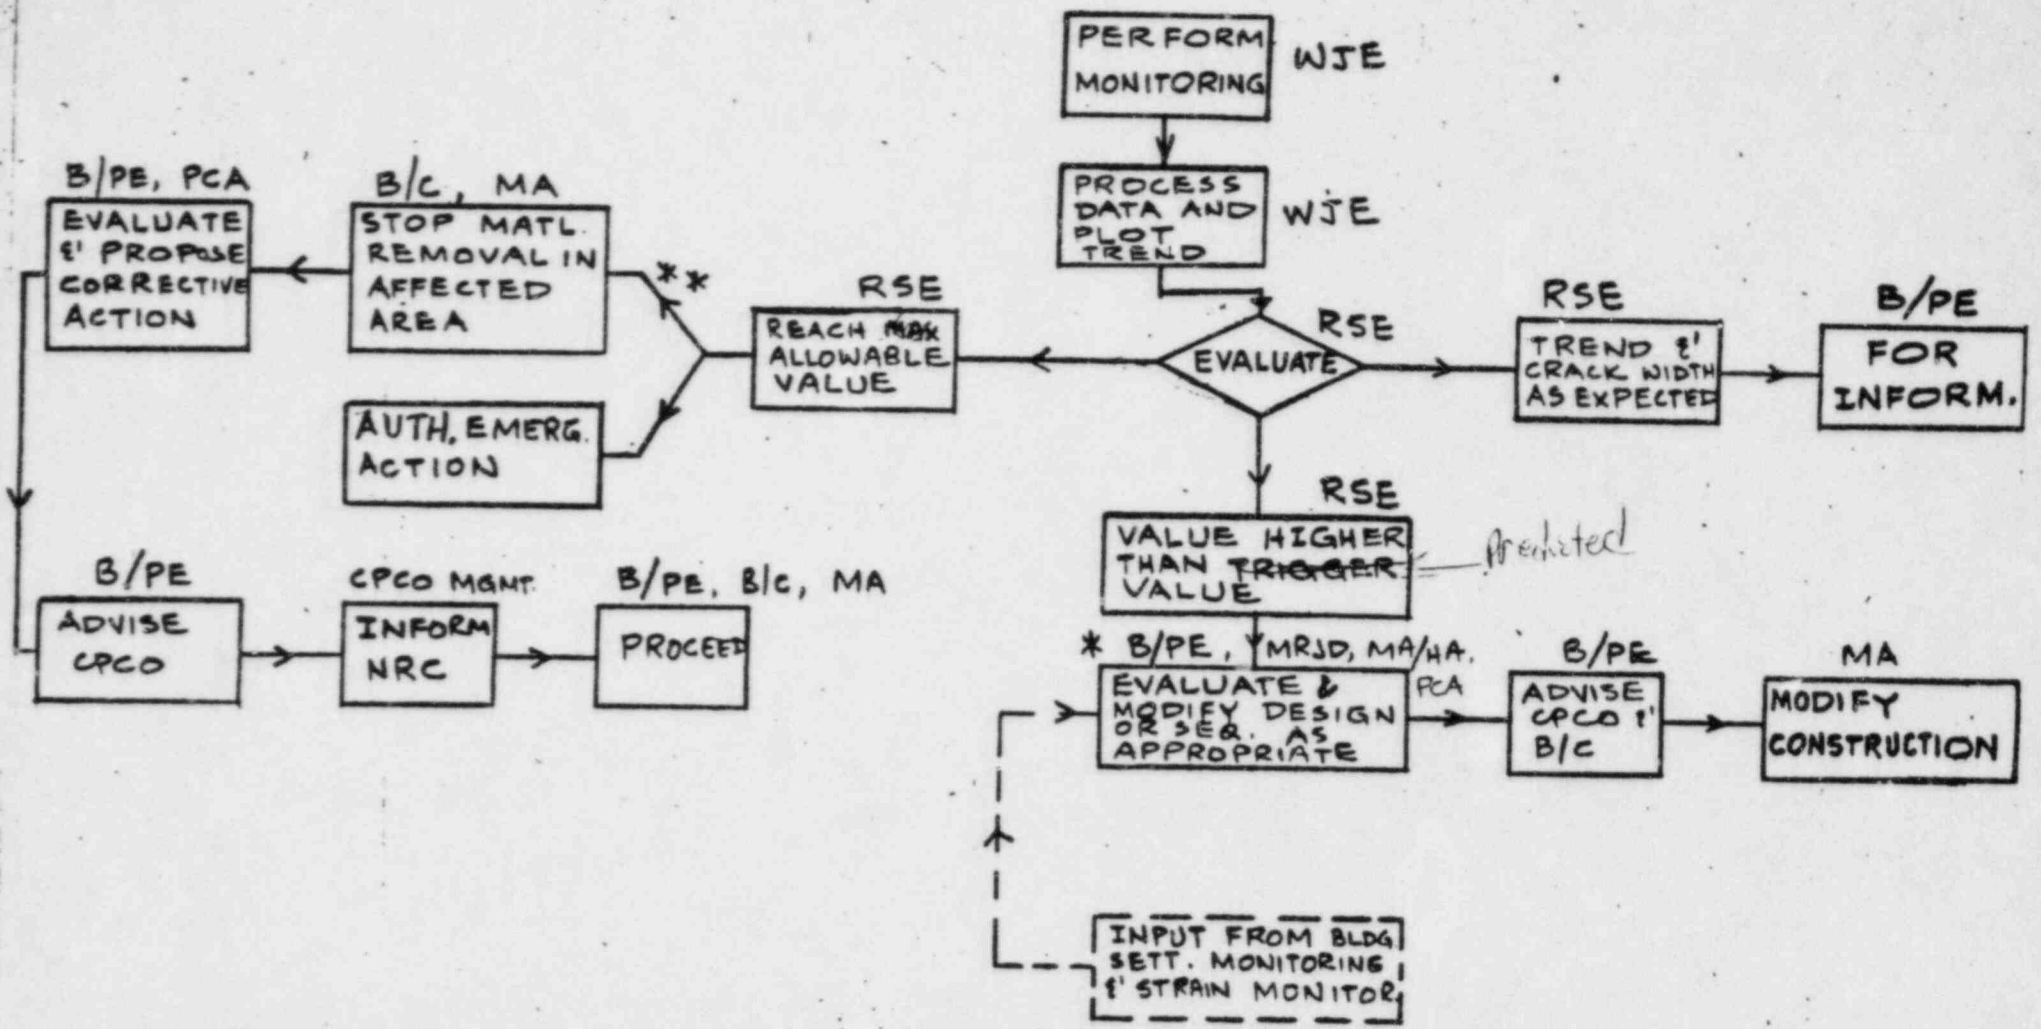 PERFORM
MONITORING
WJE
PROCESS
DATA AND
PLOT
TREND
WJE
EVALUATE
RSE
RSE
TREND &
CRACK WIDTH
AS EXPECTED
B/PE
FOR
INFORM.
RSE
REACH MAX
ALLOWABLE
VALUE
**
B/C, MA
STOP MATL.
REMOVAL IN
AFFECTED
AREA
AUTH. EMERG.
ACTION
B/PE, PCA
EVALUATE
& PROPOSE
CORRECTIVE
ACTION
B/PE
ADVISE
CPCO
CPCO MGMT.
INFORM
NRC
B/PE, B/C, MA
PROCEED
RSE
VALUE HIGHER
THAN TRIGGER
VALUE
Predicted
* B/PE, MRJD, MA/HA.
PCA
EVALUATE &
MODIFY DESIGN
OR SEQ. AS
APPROPRIATE
B/PE
ADVISE
CPCO &
B/C
MA
MODIFY
CONSTRUCTION
INPUT FROM BLDG
SETT. MONITORING
& STRAIN MONITOR